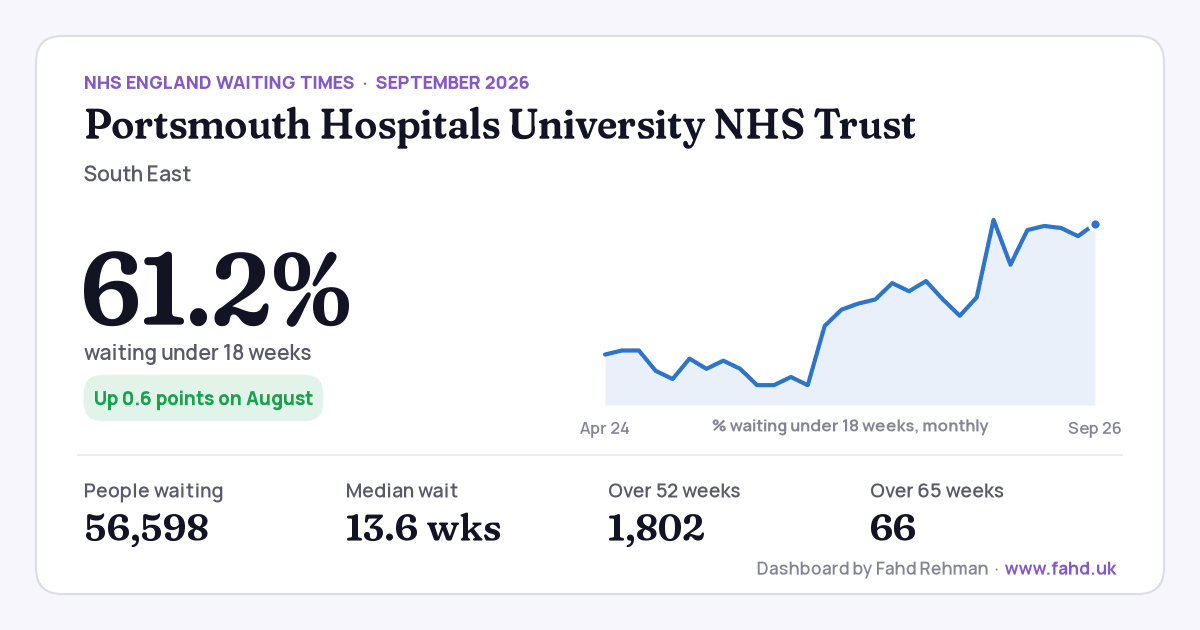 NHS ENGLAND WAITING TIMES · SEPTEMBER 2026
Portsmouth Hospitals University NHS Trust
South East
61.2%
waiting under 18 weeks
Up 0.6 points on August
Apr 24
% waiting under 18 weeks, monthly
Sep 26
People waiting
56,598
Median wait
13.6 wks
Over 52 weeks
1,802
Over 65 weeks
66
Dashboard by Fahd Rehman · www.fahd.uk